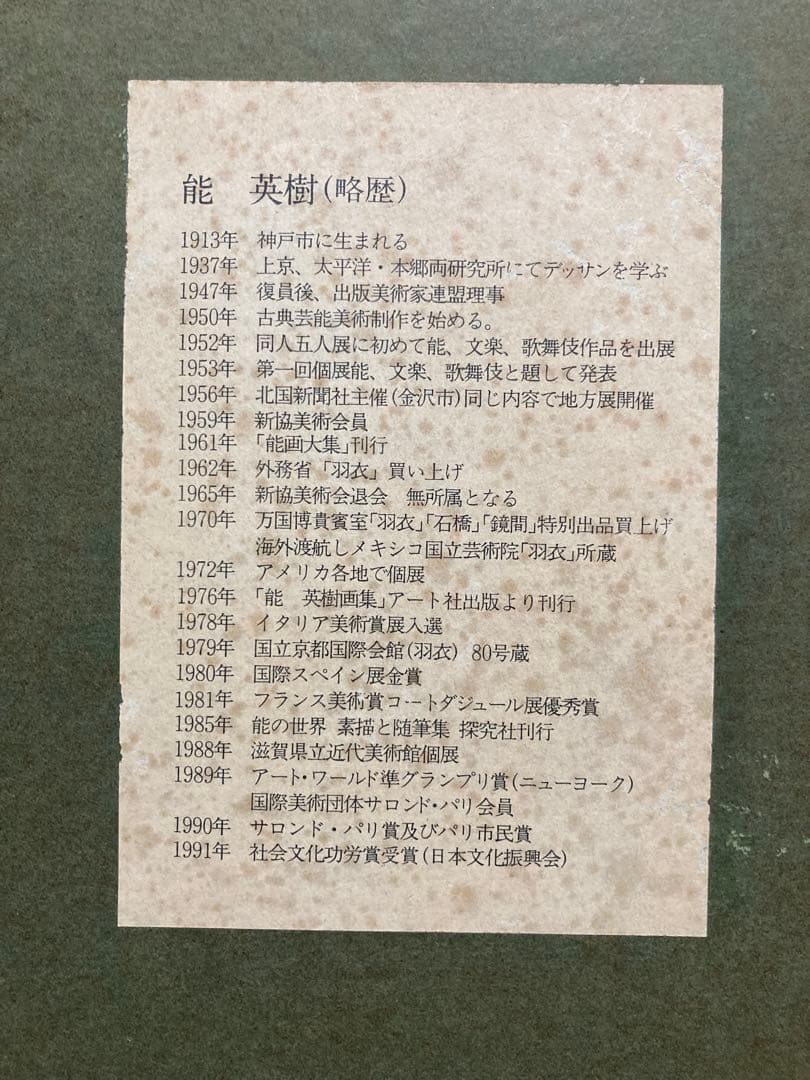 能　英樹(略歴)
1913年　神戸市に生まれる
1937年　上京、太平洋・本郷両研究所にてデッサンを学ぶ
1947年　復員後、出版美術家連盟理事
1950年　古典芸能美術制作を始める。
1952年　同人五人展に初めて能、文楽、歌舞伎作品を出展
1953年　第一回個展能、文楽、歌舞伎と題して発表
1956年　北国新聞社主催(金沢市)同じ内容で地方展開催
1959年　新協美術会員
1961年　「能画大集」刊行
1962年　外務省「羽衣」買い上げ
1965年　新協美術会退会　無所属となる
1970年　万国博貴賓室「羽衣」「石橋」「鏡間」特別出品買上げ
海外渡航しメキシコ国立芸術院「羽衣」所蔵
1972年　アメリカ各地で個展
1976年　「能　英樹画集」アート社出版より刊行
1978年　イタリア美術賞展入選
1979年　国立京都国際会館(羽衣)　80号蔵
1980年　国際スペイン展金賞
1981年　フランス美術賞コートダジュール展優秀賞
1985年　能の世界 素描と随筆集 探究社刊行
1988年　滋賀県立近代美術館個展
1989年　アート・ワールド準グランプリ賞(ニューヨーク)
国際美術団体サロンド・パリ会員
1990年　サロンド・パリ賞及びパリ市民賞
1991年　社会文化功労賞受賞(日本文化振興会)